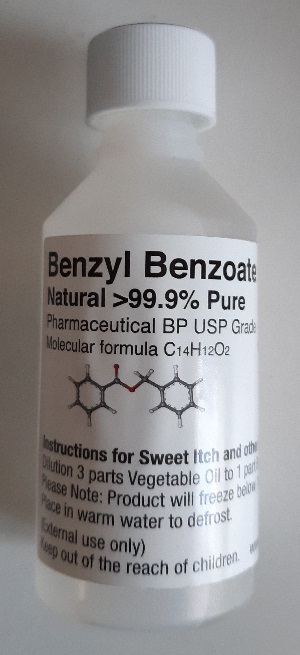 Benzyl Benzoate
Natural >99.9% Pure
Pharmaceutical BP USP Grade
Molecular formula C14H12O2
Instructions for Sweet Itch and other
Dilution 3 parts Vegetable Oil to 1 part
Please Note: Product will freeze below
Place in warm water to defrost.
(External use only)
Keep out of the reach of children.